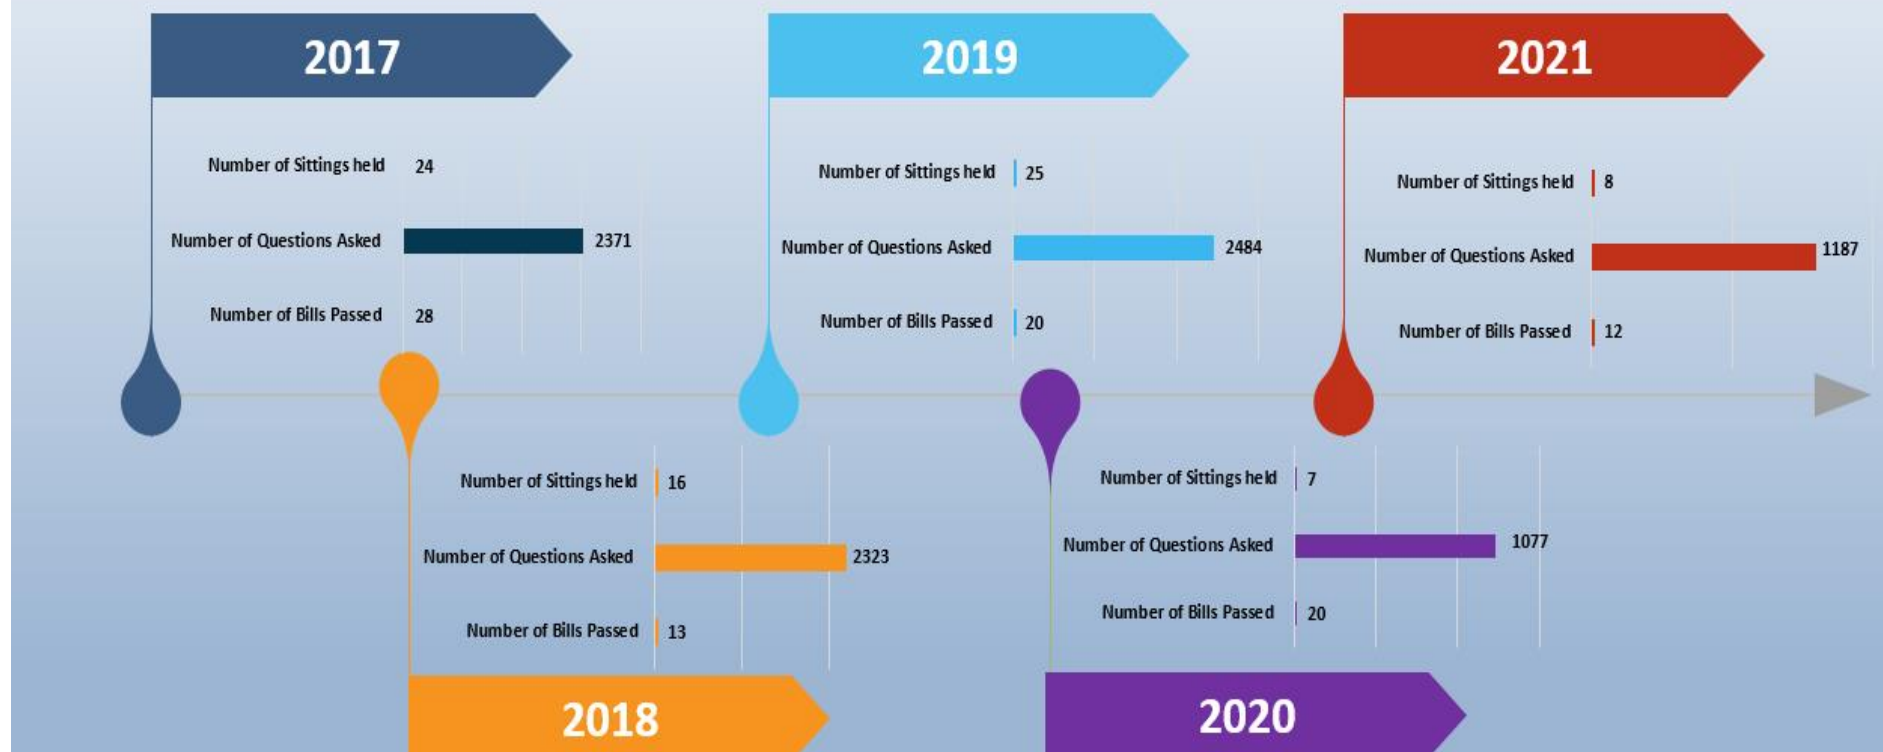 2017
Number of Sittings held 24
Number of Questions Asked 2371
Number of Bills Passed 28
2019
Number of Sittings held 25
Number of Questions Asked 2484
Number of Bills Passed 20
2021
Number of Sittings held 8
Number of Questions Asked 1187
Number of Bills Passed 12
Number of Sittings held 16
Number of Questions Asked 2323
Number of Bills Passed 13
2018
Number of Sittings held 7
Number of Questions Asked 1077
Number of Bills Passed 20
2020